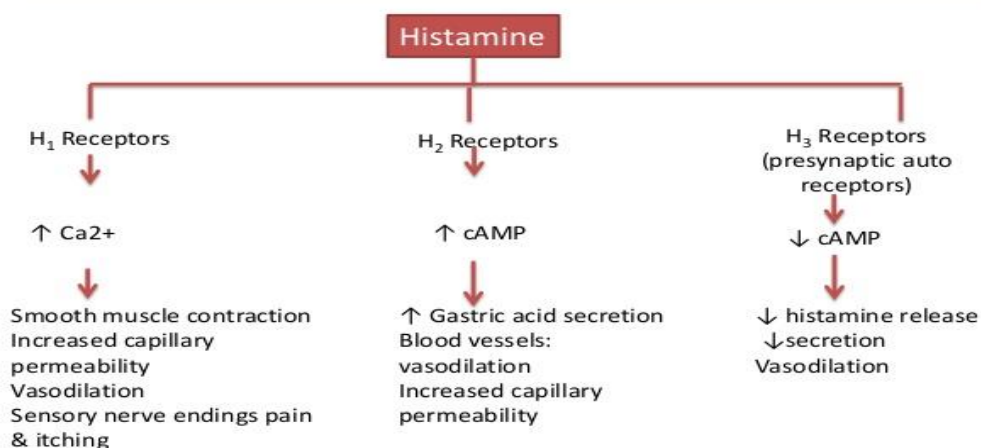 Histamine
H₁ Receptors
↑ Ca2+
Smooth muscle contraction
Increased capillary
permeability
Vasodilation
Sensory nerve endings pain
& itching
H₂ Receptors
↑ cAMP
↑ Gastric acid secretion
Blood vessels:
vasodilation
Increased capillary
permeability
H₃ Receptors
(presynaptic auto
receptors)
↓ cAMP
↓ histamine release
↓secretion
Vasodilation